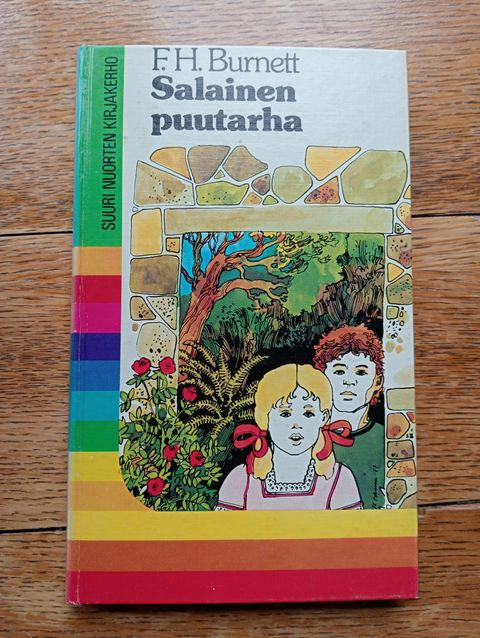 F. H. Burnett
Salainen
puutarha
SUURI NUORTEN KIRJAKERHO